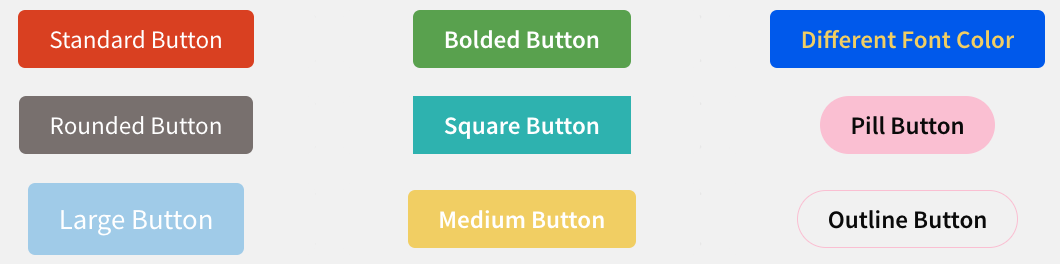 Standard Button
Bolded Button
Different Font Color
Rounded Button
Square Button
Pill Button
Large Button
Medium Button
Outline Button